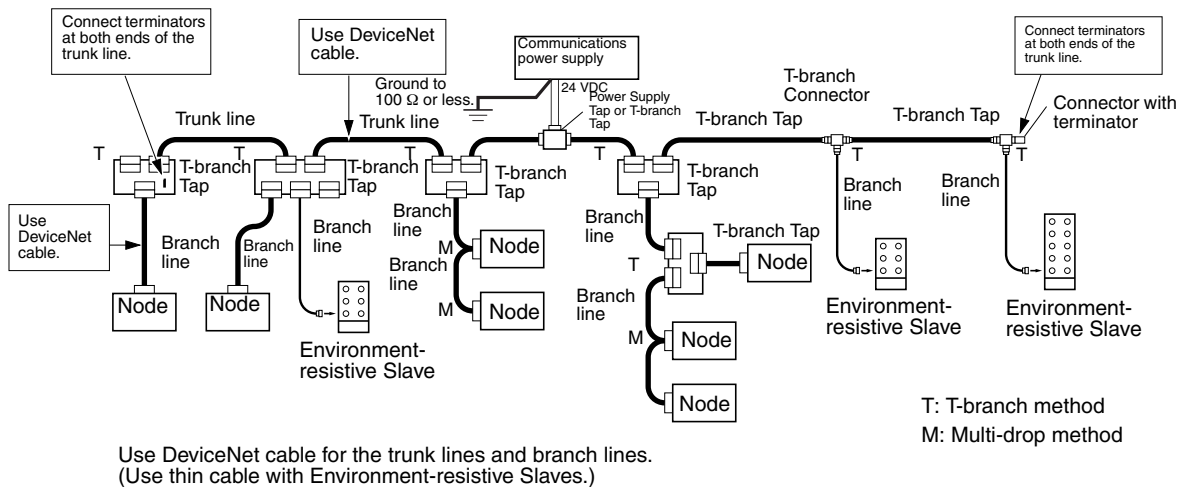 Connect terminators
at both ends of the
trunk line.
Use DeviceNet
cable.
Communications
power supply
Connect terminators
at both ends of the
trunk line.
Ground to
100 Ω or less.
24 VDC
Power Supply
Tap or T-branch
Tap
T-branch
Connector
Connector with
terminator
Trunk line
Trunk line
T-branch Tap
T-branch Tap
T
T
T
T
T
T
T-branch
Tap
T-branch
Tap
T-branch
Tap
T-branch
Tap
Use
DeviceNet
cable.
Branch
line
Branch
line
Branch
line
Branch
line
M
Branch
line
M
Node
Node
Node
Node
Environment-
resistive Slave
Branch
line
T
T-branch Tap
Node
Branch
line
M
Node
Node
Branch
line
Environment-
resistive Slave
Branch
line
Environment-
resistive Slave
T: T-branch method
M: Multi-drop method
Use DeviceNet cable for the trunk lines and branch lines.
(Use thin cable with Environment-resistive Slaves.)